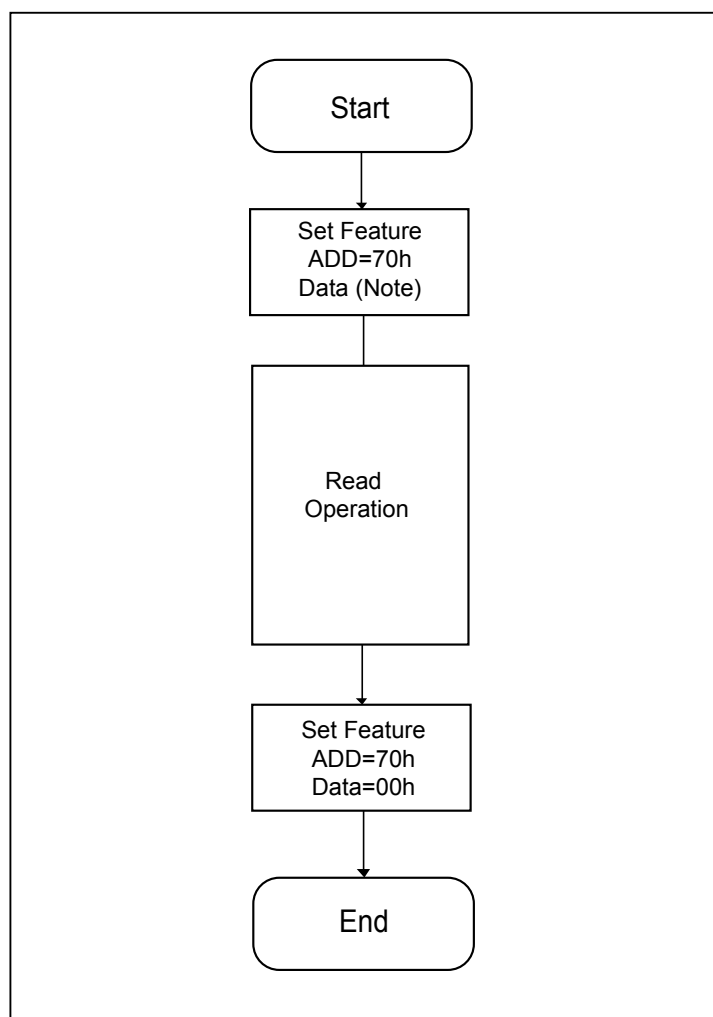 Start
Set Feature
ADD=70h
Data (Note)
Read
Operation
Set Feature
ADD=70h
Data=00h
End